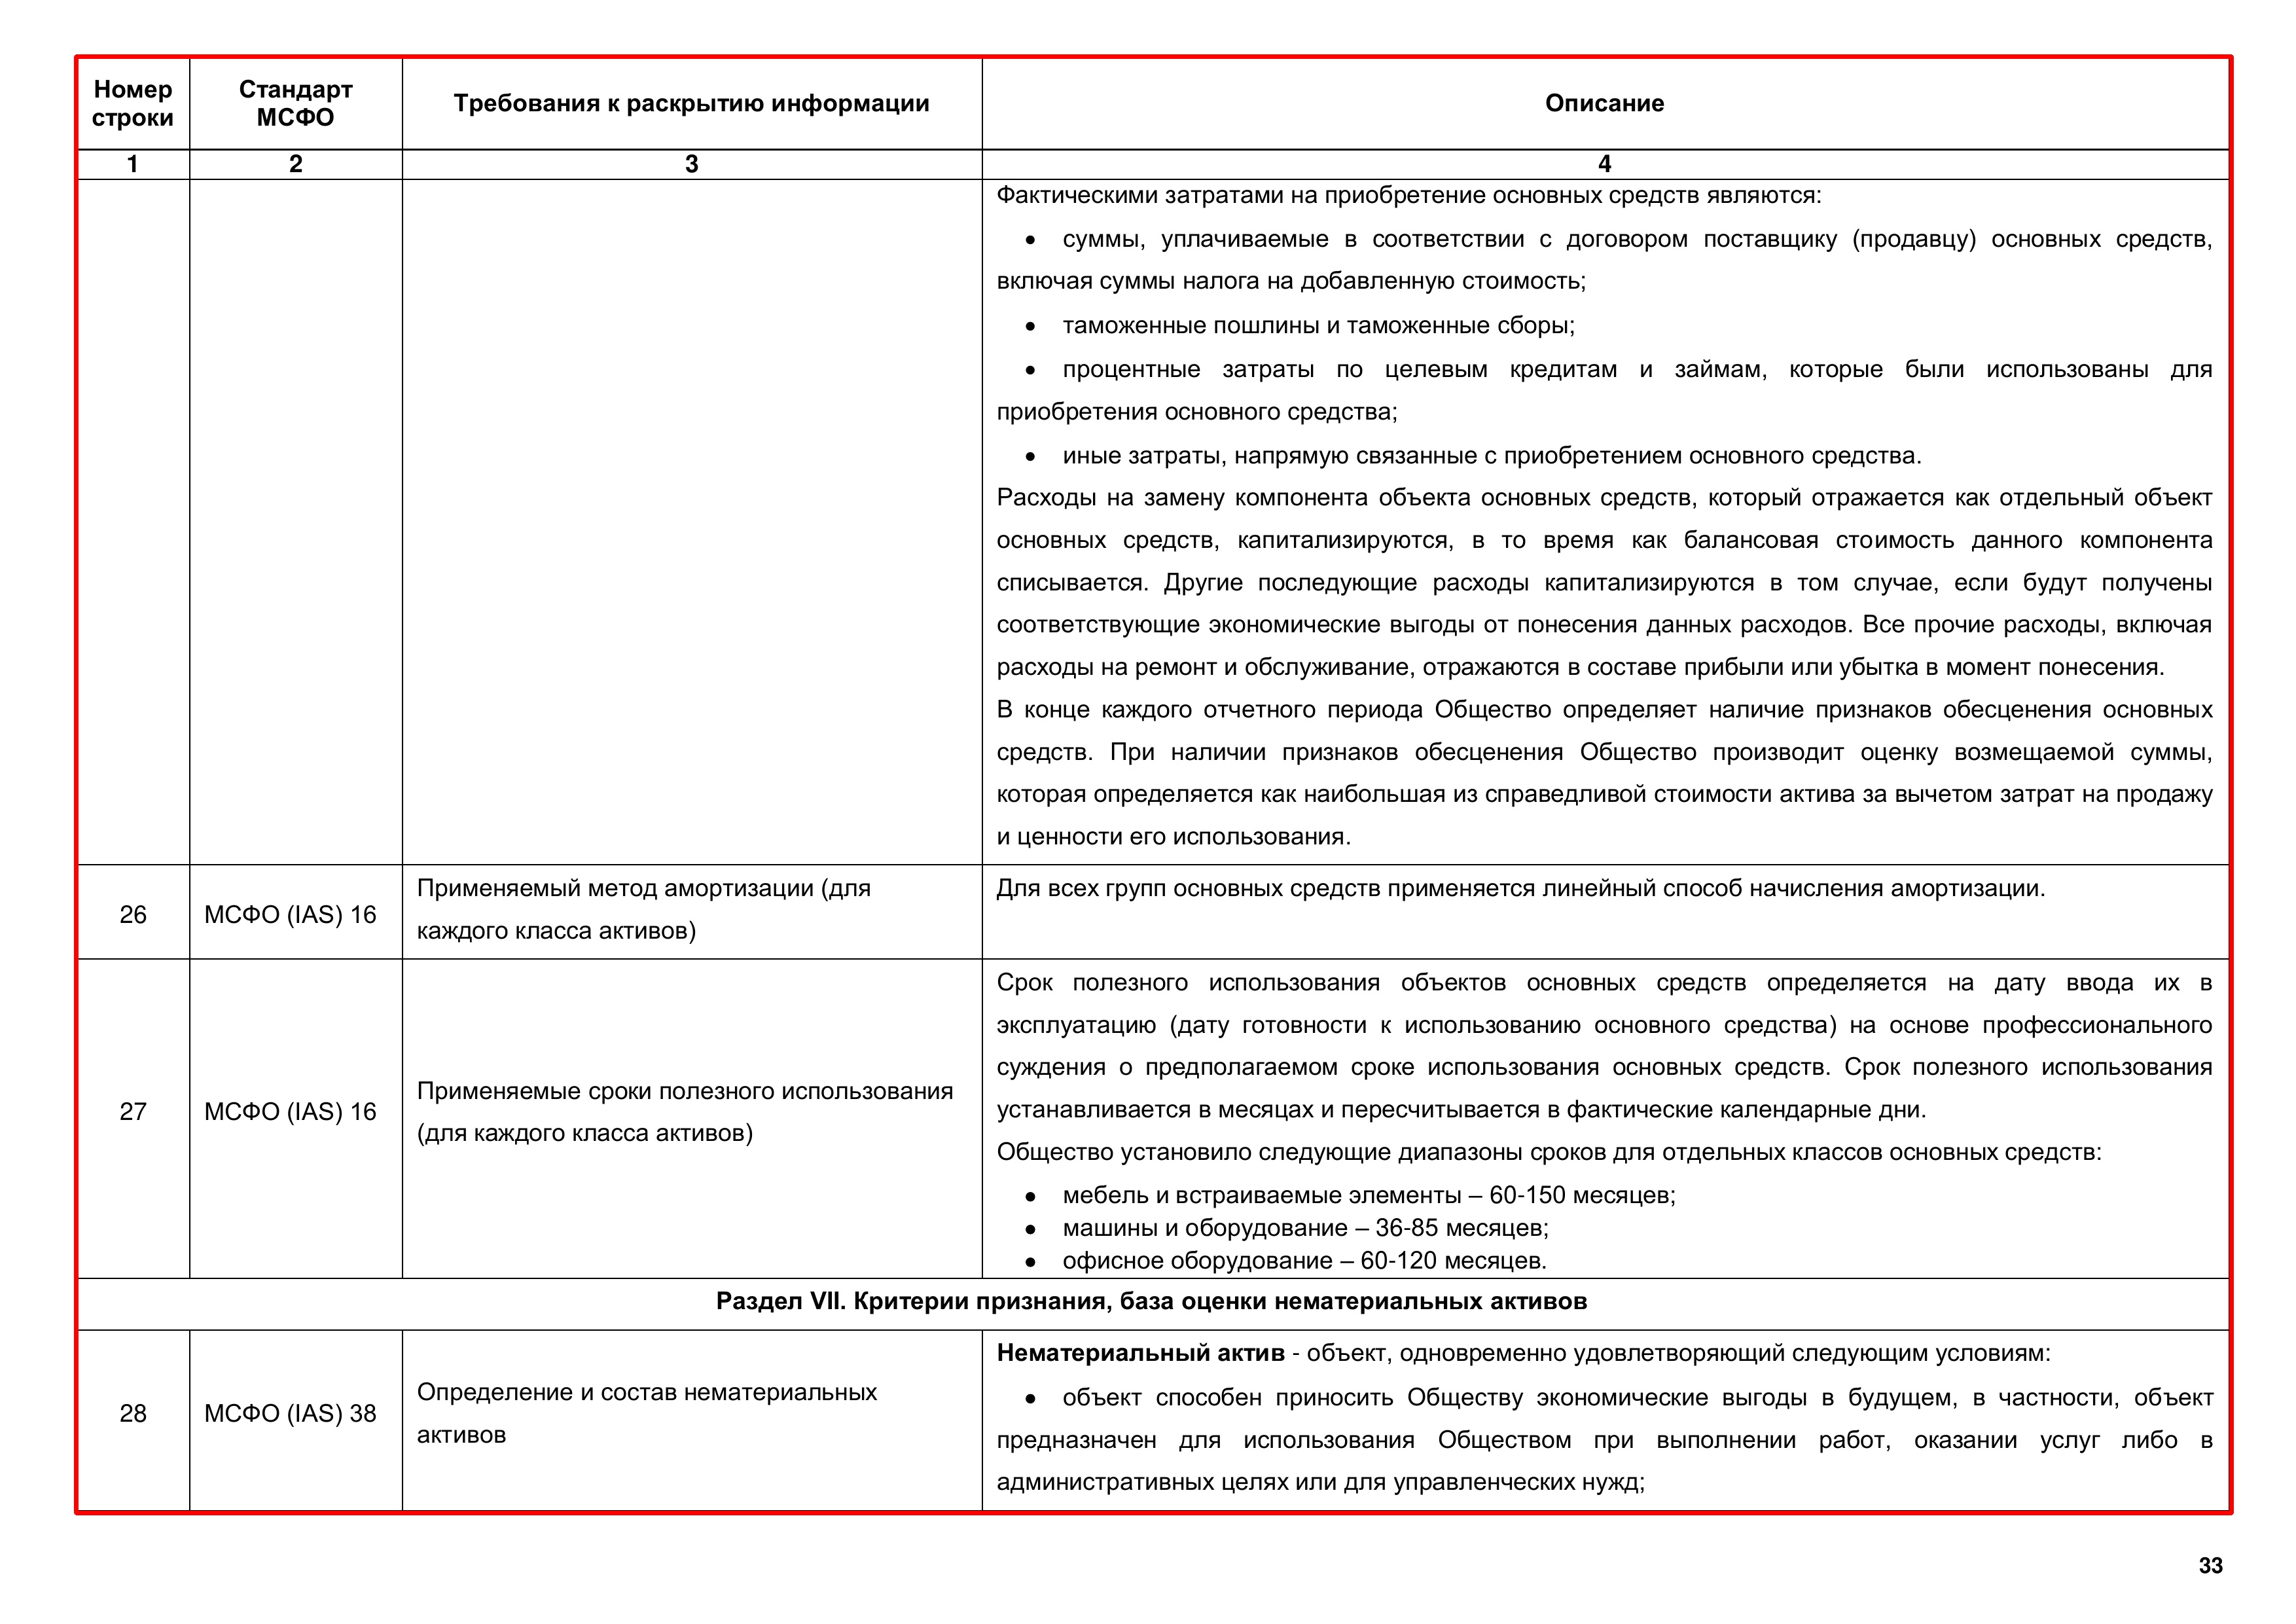 Номер
строки
Стандарт
МСФО
Требования к раскрытию информации
Описание
1
2
3
4
Фактическими затратами на приобретение основных средств являются:
• суммы, уплачиваемые в соответствии с договором поставщику (продавцу) основных средств,
включая суммы налога на добавленную стоимость;
• таможенные пошлины и таможенные сборы;
• процентные затраты по целевым кредитам и займам, которые были использованы для
приобретения основного средства;
• иные затраты, напрямую связанные с приобретением основного средства.
Расходы на замену компонента объекта основных средств, который отражается как отдельный объект
основных средств, капитализируются, в то время как балансовая стоимость данного компонента
списывается. Другие последующие расходы капитализируются в том случае, если будут получены
соответствующие экономические выгоды от понесения данных расходов. Все прочие расходы, включая
расходы на ремонт и обслуживание, отражаются в составе прибыли или убытка в момент понесения.
В конце каждого отчетного периода Общество определяет наличие признаков обесценения основных
средств. При наличии признаков обесценения Общество производит оценку возмещаемой суммы,
которая определяется как наибольшая из справедливой стоимости актива за вычетом затрат на продажу
и ценности его использования.
26
МСФО (IAS) 16
Применяемый метод амортизации (для
каждого класса активов)
Для всех групп основных средств применяется линейный способ начисления амортизации.
27
МСФО (IAS) 16
Применяемые сроки полезного использования
(для каждого класса активов)
Срок полезного использования объектов основных средств определяется на дату ввода их в
эксплуатацию (дату готовности к использованию основного средства) на основе профессионального
суждения о предполагаемом сроке использования основных средств. Срок полезного использования
устанавливается в месяцах и пересчитывается в фактические календарные дни.
Общество установило следующие диапазоны сроков для отдельных классов основных средств:
• мебель и встраиваемые элементы – 60-150 месяцев;
• машины и оборудование – 36-85 месяцев;
• офисное оборудование – 60-120 месяцев.
Раздел VII. Критерии признания, база оценки нематериальных активов
28
МСФО (IAS) 38
Определение и состав нематериальных
активов
Нематериальный актив - объект, одновременно удовлетворяющий следующим условиям:
• объект способен приносить Обществу экономические выгоды в будущем, в частности, объект
предназначен для использования Обществом при выполнении работ, оказании услуг либо в
административных целях или для управленческих нужд;
33